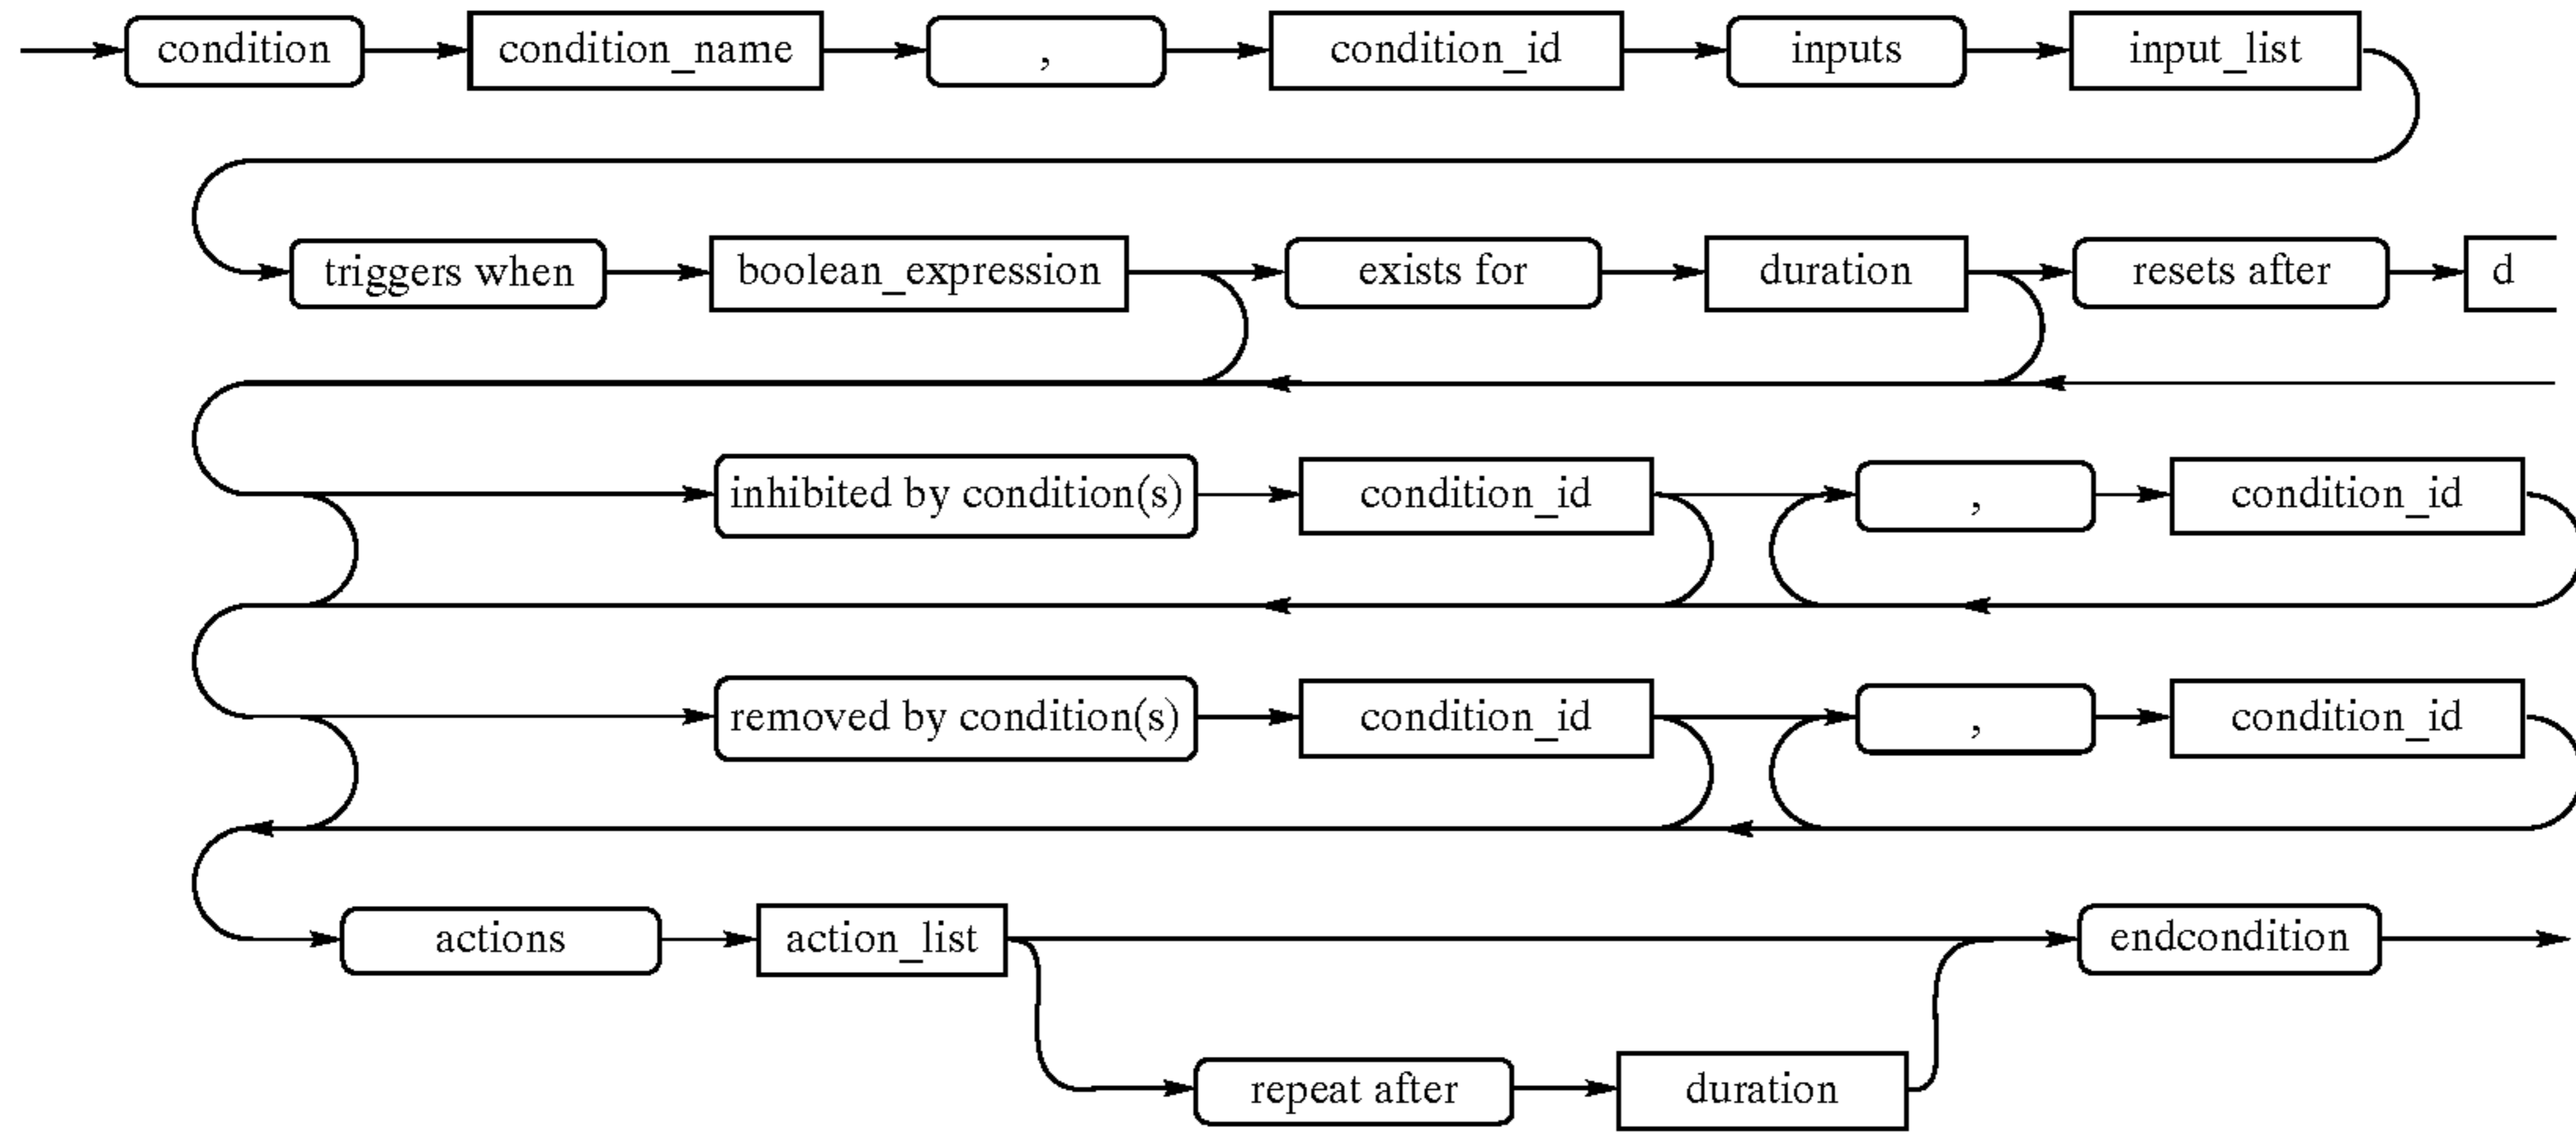 condition condition_name , condition_id inputs input_list
triggers when boolean_expression exists for duration resets after d
inhibited by condition(s) condition_id , condition_id
removed by condition(s) condition_id , condition_id
actions action_list endcondition
repeat after duration